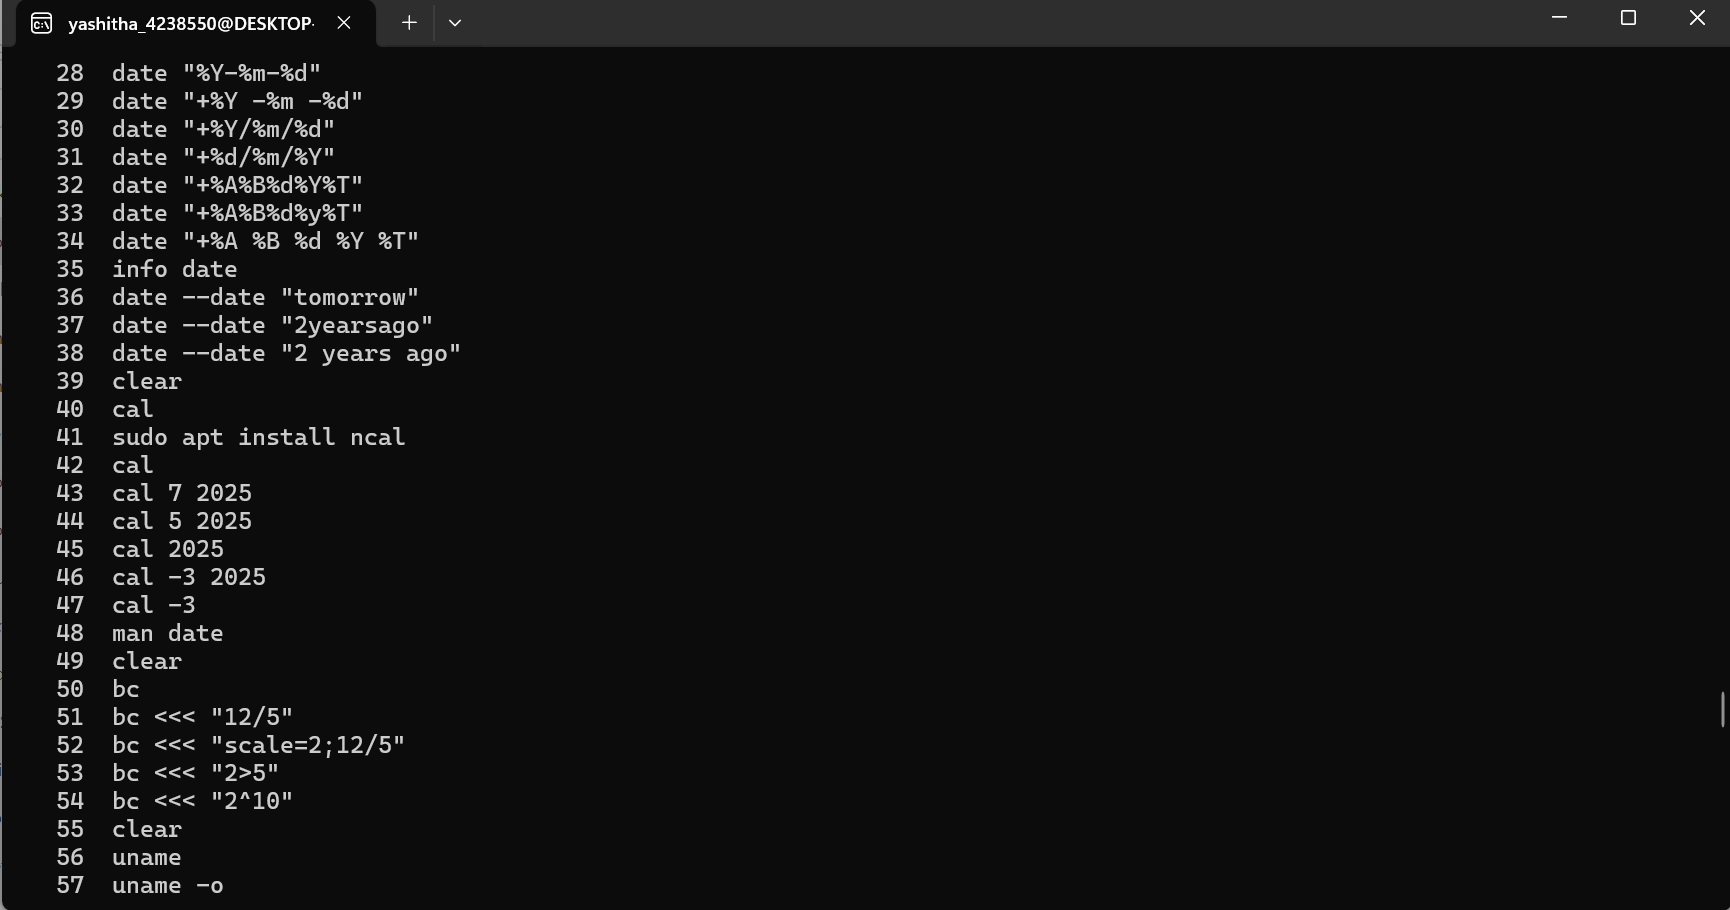 yashitha_4238550@DESKTOP-
28 date "%Y-%m-%d"
29 date "+%Y -%m -%d"
30 date "+%Y/%m/%d"
31 date "+%d/%m/%Y"
32 date "+%A%B%d%Y%T"
33 date "+%A%B%d%y%T"
34 date "+%A %B %d %Y %T"
35 info date
36 date --date "tomorrow"
37 date --date "2yearsago"
38 date --date "2 years ago"
39 clear
40 cal
41 sudo apt install ncal
42 cal
43 cal 7 2025
44 cal 5 2025
45 cal 2025
46 cal -3 2025
47 cal -3
48 man date
49 clear
50 bc
51 bc <<< "12/5"
52 bc <<< "scale=2;12/5"
53 bc <<< "2>5"
54 bc <<< "2^10"
55 clear
56 uname
57 uname -o